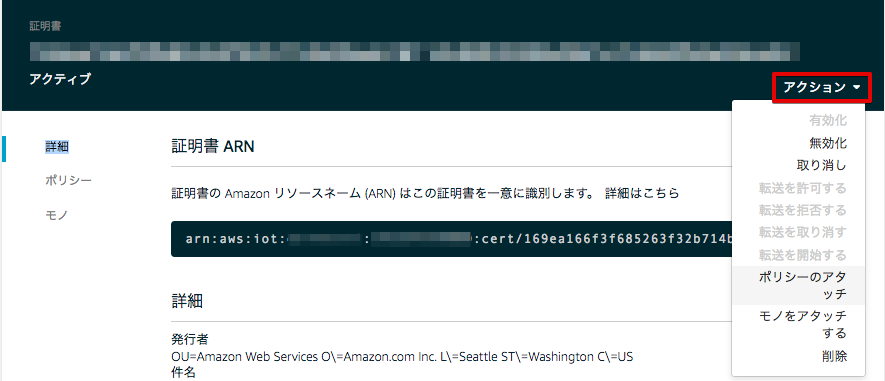 証明書
アクティブ
アクション
有効化
無効化
取り消し
転送を許可する
転送を拒否する
転送を取り消す
転送を開始する
ポリシーのアタ
ッチ
モノをアタッチ
する
削除
詳細
ポリシー
モノ
証明書 ARN
証明書の Amazon リソースネーム (ARN) はこの証明書を一意に識別します。 詳細はこちら
arn:aws:iot: : :cert/169ea166f3f685263f32b714b
詳細
発行者
OU=Amazon Web Services O\=Amazon.com Inc. L\=Seattle ST\=Washington C\=US
件名